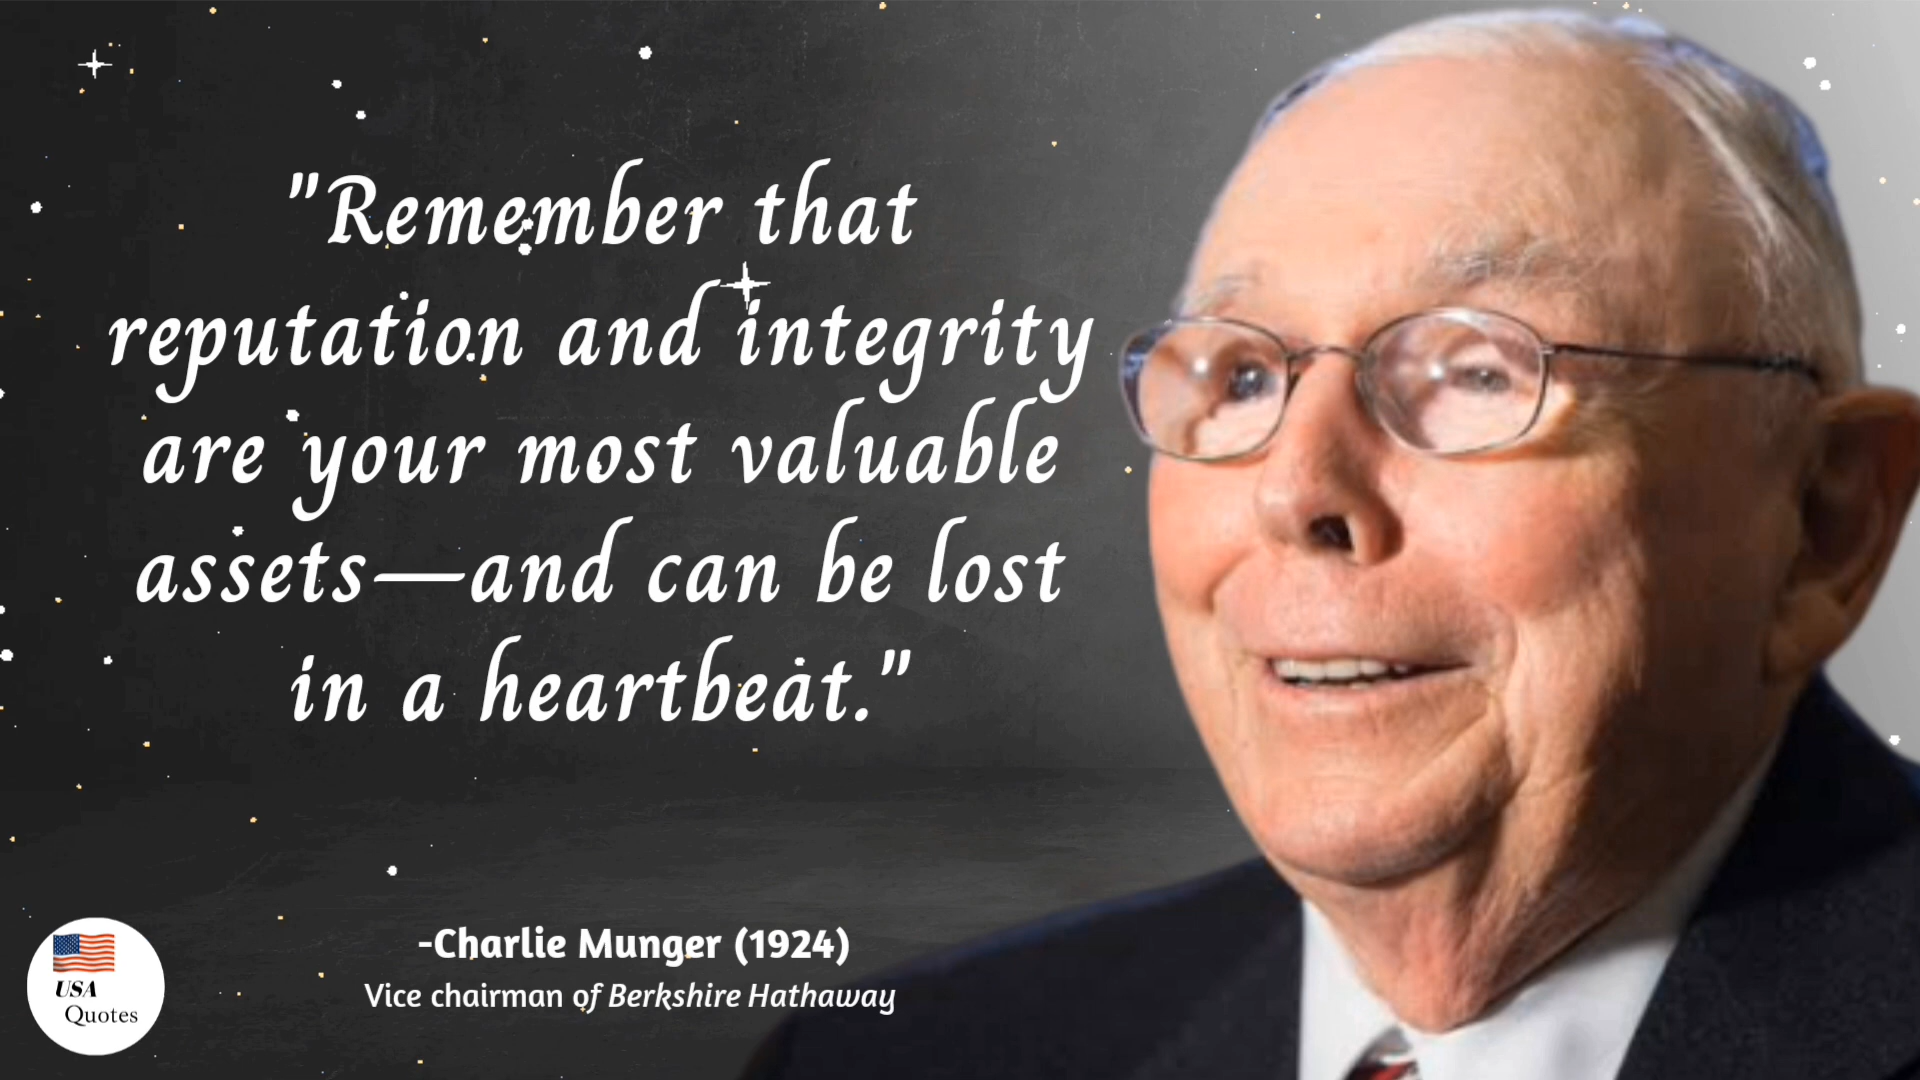 "Remember that
reputation and integrity
are your most valuable
assets—and can be lost
in a heartbeat."
-Charlie Munger (1924)
Vice chairman of Berkshire Hathaway
USA
Quotes